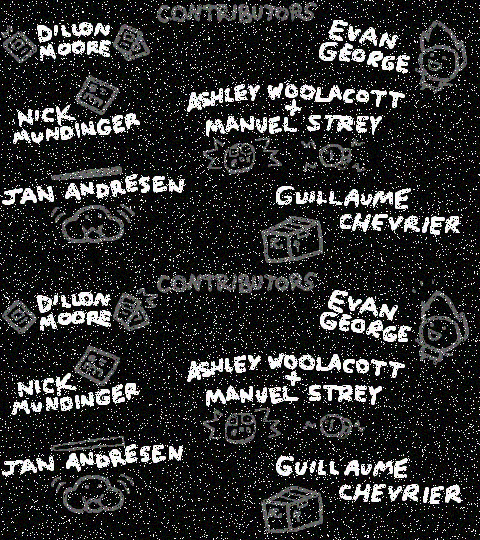 CONTRIBUTORS
DILLON
MOORE
EVAN
GEORGE
NICK
MUNDINGER
ASHLEY WOOLACOTT
+
MANUEL STREY
JAN ANDRESEN
GUILLAUME
CHEVRIER
CONTRIBUTORS
DILLON
MOORE
EVAN
GEORGE
NICK
MUNDINGER
ASHLEY WOOLACOTT
+
MANUEL STREY
JAN ANDRESEN
GUILLAUME
CHEVRIER